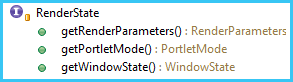 RenderState
getRenderParameters() : RenderParameters
getPortletMode() : PortletMode
getWindowState() : WindowState